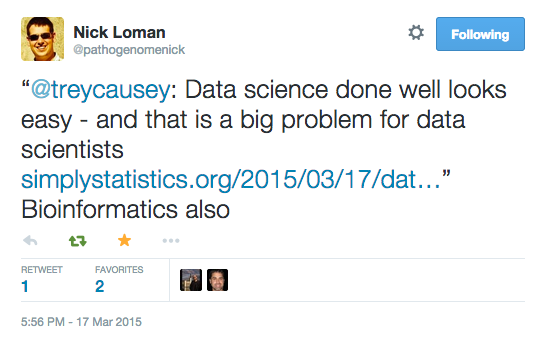 Nick Loman
@pathogenomenick
Following
“@treycausey: Data science done well looks
easy - and that is a big problem for data
scientists
simplystatistics.org/2015/03/17/dat…”
Bioinformatics also
RETWEET
FAVORITES
1
2
5:56 PM - 17 Mar 2015